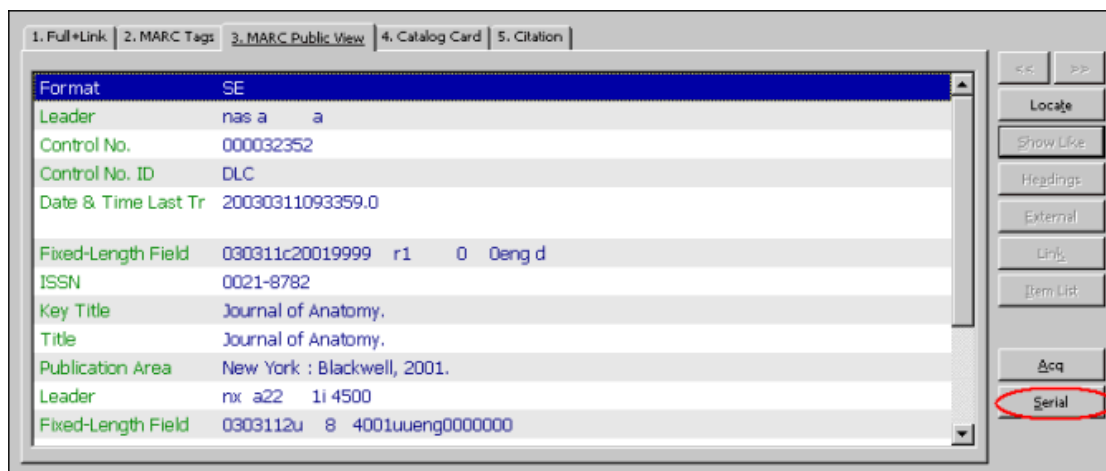 1. Full+Link 2. MARC Tags 3. MARC Public View 4. Catalog Card 5. Citation
<< >>
Format SE
Locate
Leader nas a a
Show Like
Control No. 000032352
Headings
Control No. ID DLC
Date & Time Last Tr 20030311093359.0
External
Fixed-Length Field 030311c20019999 r1 0 0eng d
Link
ISSN 0021-8782
Item List
Key Title Journal of Anatomy.
Title Journal of Anatomy.
Publication Area New York : Blackwell, 2001.
Acq
Leader nx a22 1i 4500
Serial
Fixed-Length Field 0303112u 8 4001uueng0000000